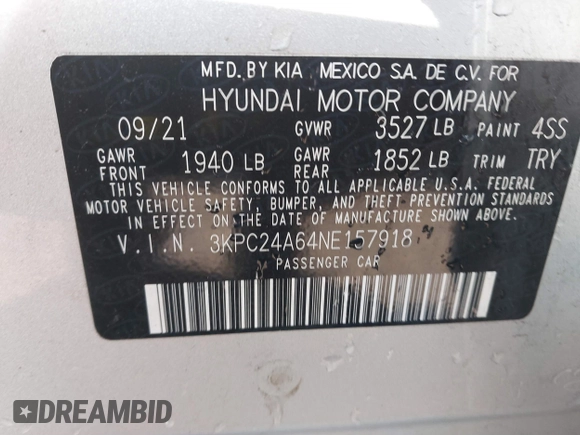 MFD. BY KIA MEXICO S.A. DE C.V. FOR
HYUNDAI MOTOR COMPANY
09/21 GVWR 3527 LB PAINT 4SS
GAWR FRONT 1940 LB GAWR REAR 1852 LB TRIM TRY
THIS VEHICLE CONFORMS TO ALL APPLICABLE U.S.A. FEDERAL
MOTOR VEHICLE SAFETY, BUMPER, AND THEFT PREVENTION STANDARDS
IN EFFECT ON THE DATE OF MANUFACTURE SHOWN ABOVE.
V.I.N. 3KPC24A64NE157918
PASSENGER CAR
DREAMBID